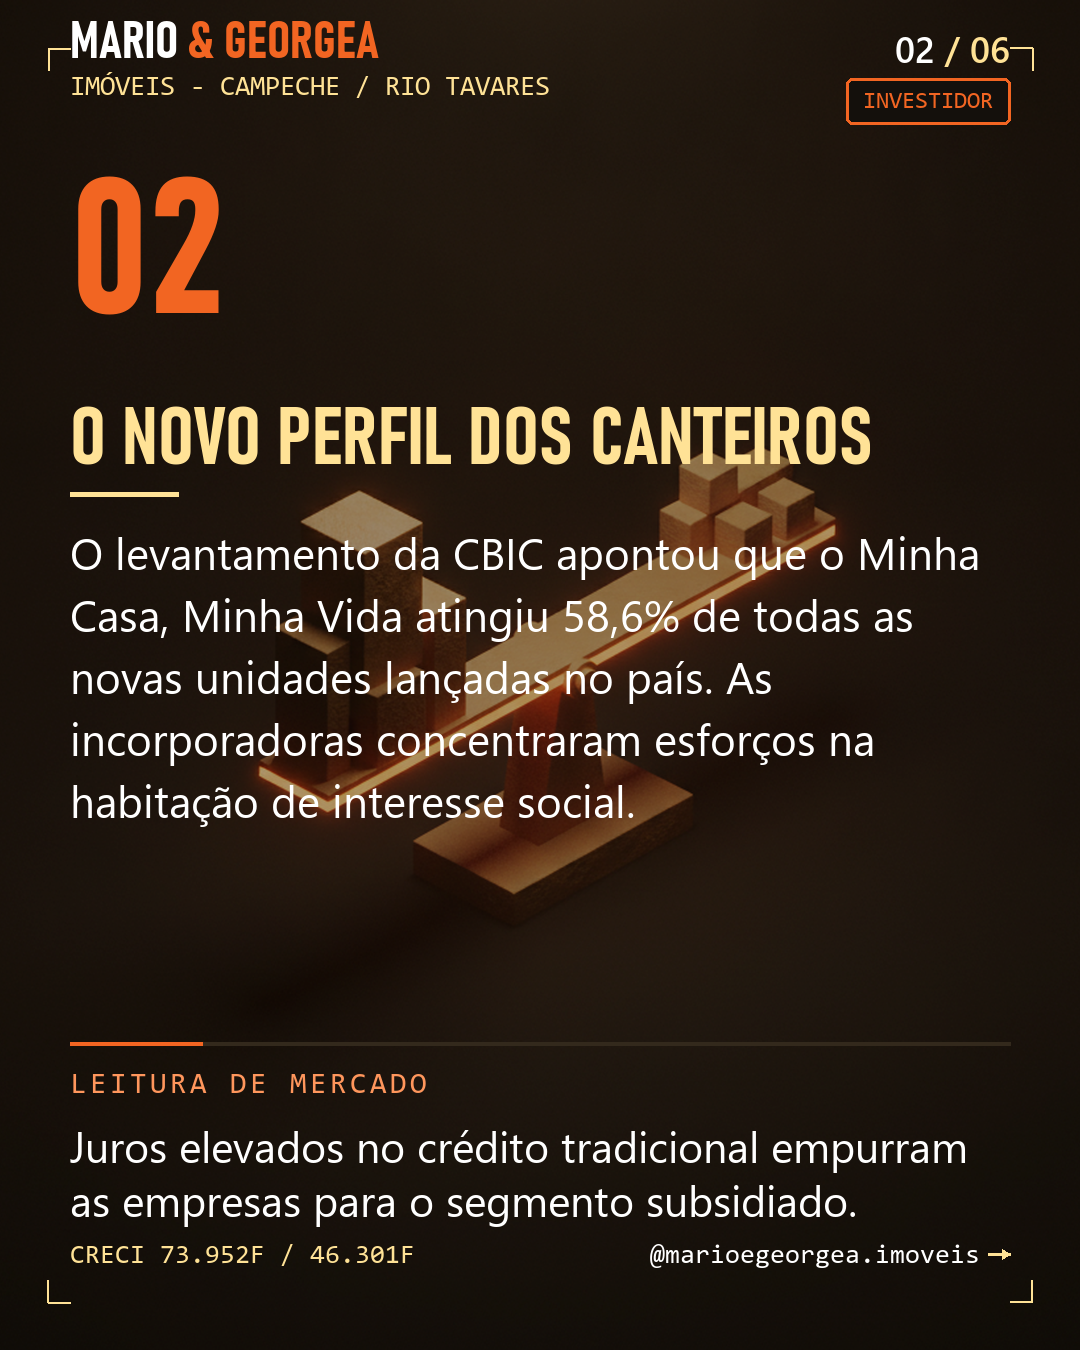 MARIO & GEORGEA
IMÓVEIS - CAMPECHE / RIO TAVARES
02 / 06
INVESTIDOR
02
O NOVO PERFIL DOS CANTEIROS
O levantamento da CBIC apontou que o Minha
Casa, Minha Vida atingiu 58,6% de todas as
novas unidades lançadas no país. As
incorporadoras concentraram esforços na
habitação de interesse social.
LEITURA DE MERCADO
Juros elevados no crédito tradicional empurram
as empresas para o segmento subsidiado.
CRECI 73.952F / 46.301F
@marioegeorgea.imoveis